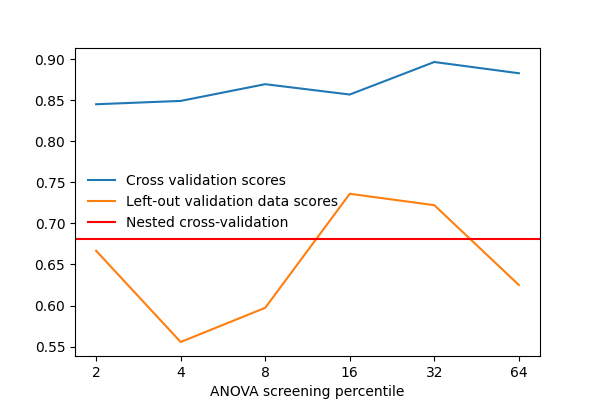 0.90
0.85
0.80
0.75
0.70
0.65
0.60
0.55
Cross validation scores
Left-out validation data scores
Nested cross-validation
2 4 8 16 32 64
ANOVA screening percentile